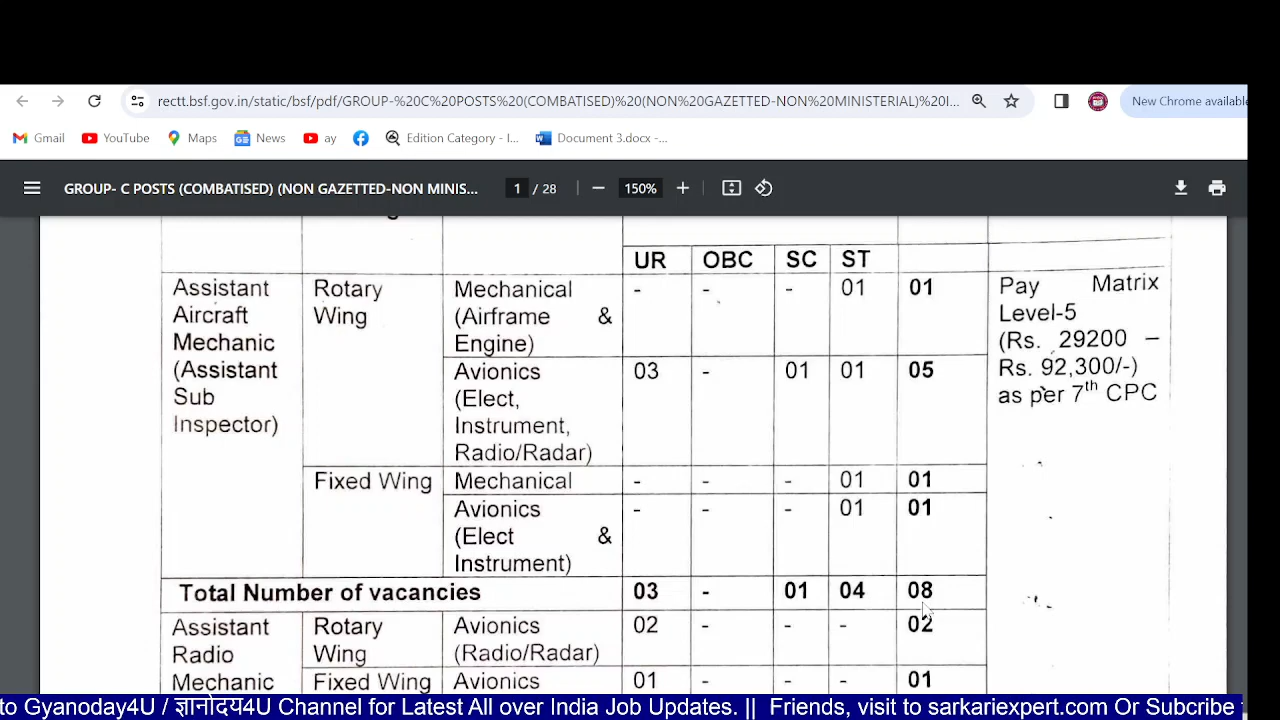 rectt.bsf.gov.in/static/bsf/pdf/GROUP-%20C%20POSTS%20(COMBATISED)%20(NON%20GAZETTED-NON%20MINISTERIAL)%20I...
New Chrome available
Gmail YouTube Maps News ay Edition Category - I... Document 3.docx -...
GROUP- C POSTS (COMBATISED) (NON GAZETTED-NON MINIS... 1 / 28 150%
UR OBC SC ST
Assistant Rotary Mechanical - - - 01 01 Pay Matrix
Aircraft Wing (Airframe & Level-5
Mechanic Engine) (Rs. 29200 –
(Assistant Avionics 03 - 01 01 05 Rs. 92,300/-)
Sub (Elect, as per 7th CPC
Inspector) Instrument,
Radio/Radar)
Fixed Wing Mechanical - - - 01 01
Avionics - - - 01 01
(Elect &
Instrument)
Total Number of vacancies 03 - 01 04 08
Assistant Rotary Avionics 02 - - - 02
Radio Wing (Radio/Radar)
Mechanic Fixed Wing Avionics 01 - - - 01
to Gyanoday4U / ज्ञानोदय4U Channel for Latest All over India Job Updates. || Friends, visit to sarkariexpert.com Or Subcribe